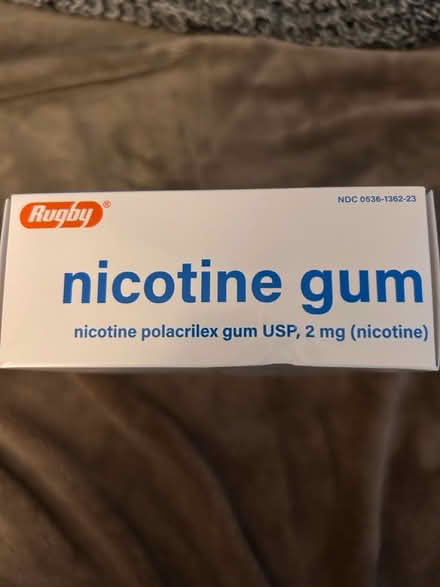 Rugby®
NDC 0536-1362-23
nicotine gum
nicotine polacrilex gum USP, 2 mg (nicotine)